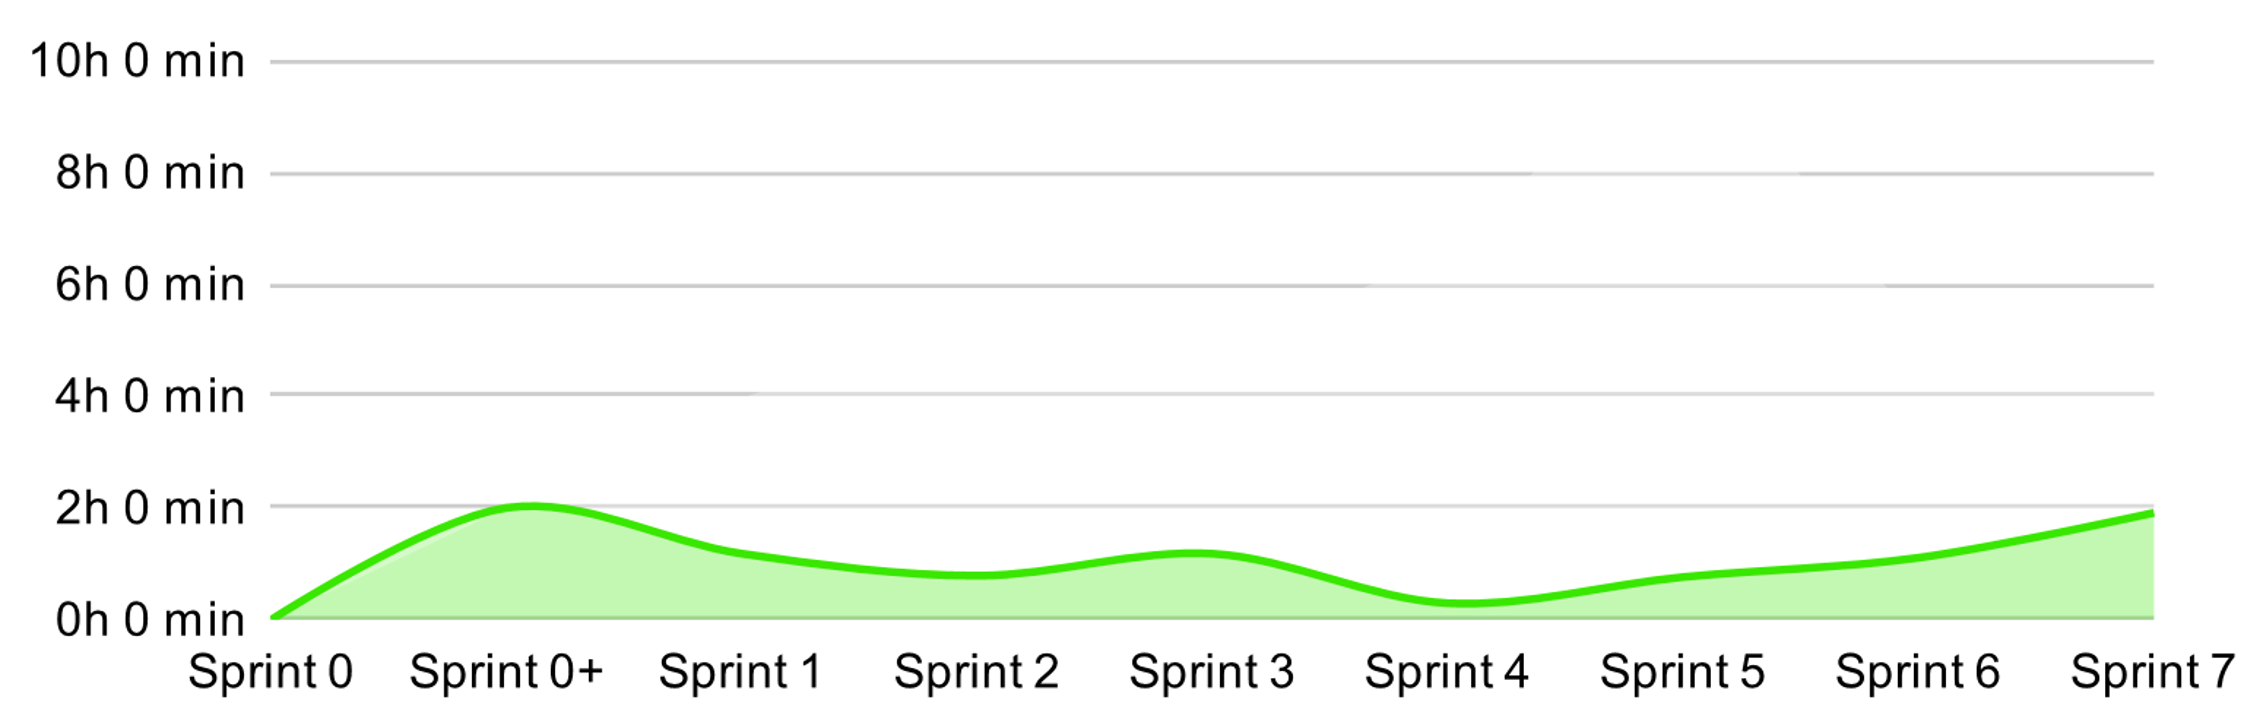 10h 0 min
8h 0 min
6h 0 min
4h 0 min
2h 0 min
0h 0 min
Sprint 0 Sprint 0+ Sprint 1 Sprint 2 Sprint 3 Sprint 4 Sprint 5 Sprint 6 Sprint 7